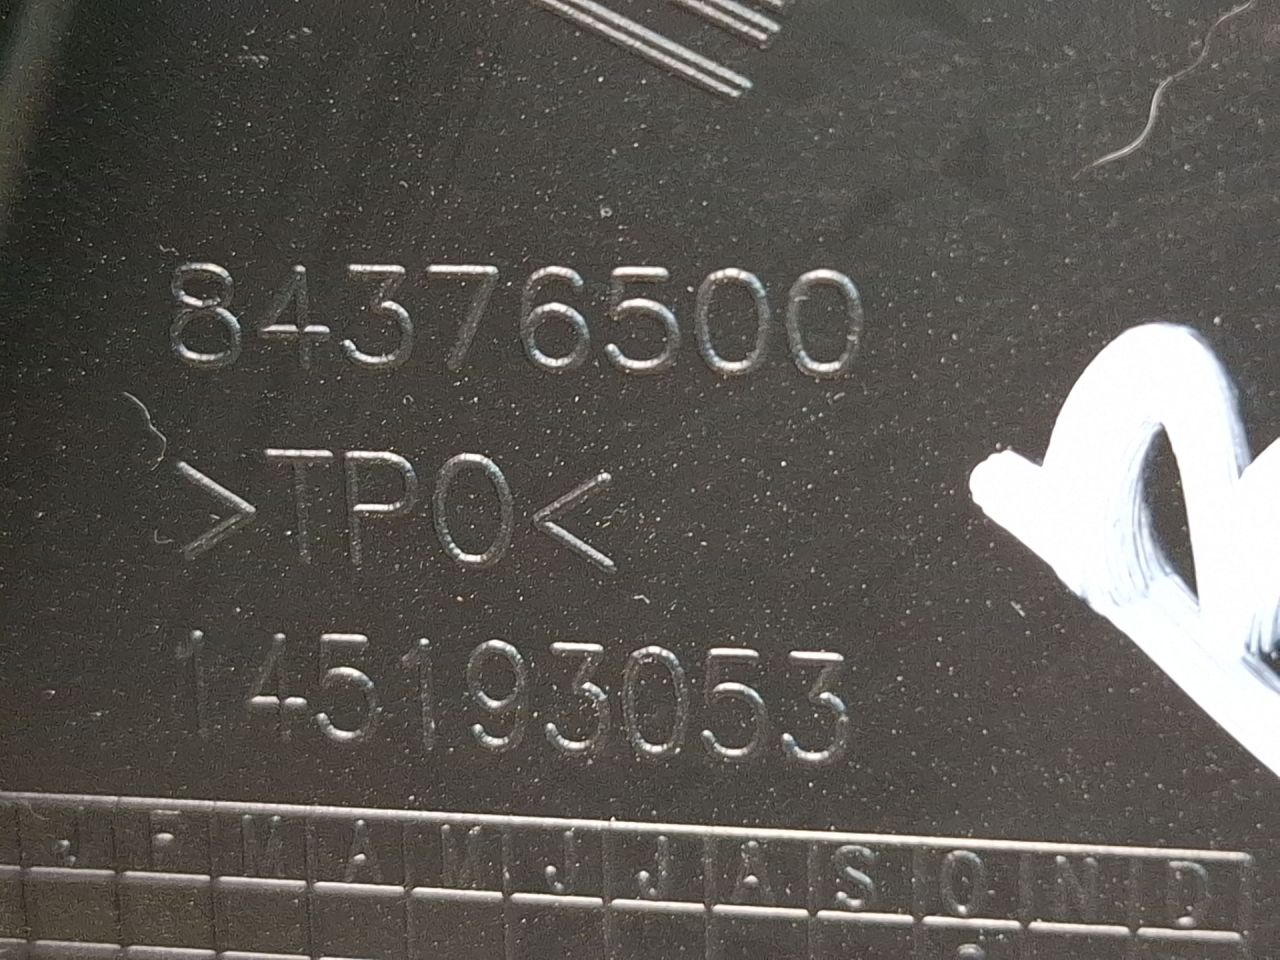 84376500
>TPO<
145193053
J F M A M J J A S O N D